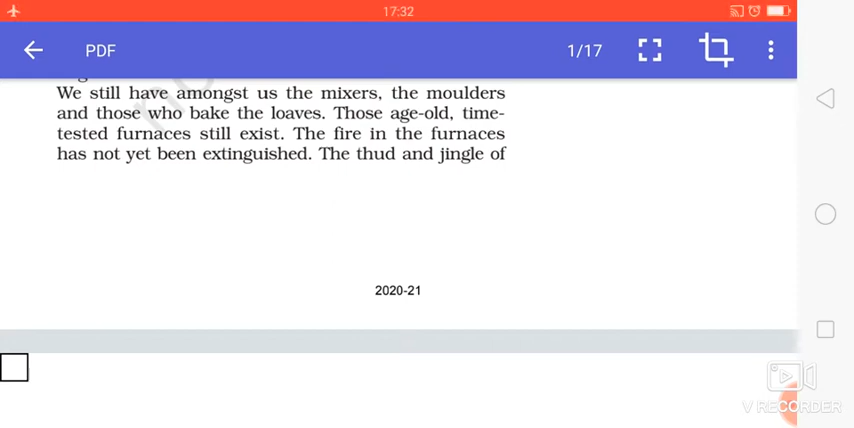 17:32
PDF
1/17
We still have amongst us the mixers, the moulders
and those who bake the loaves. Those age-old, time-
tested furnaces still exist. The fire in the furnaces
has not yet been extinguished. The thud and jingle of
2020-21
V RECORDER